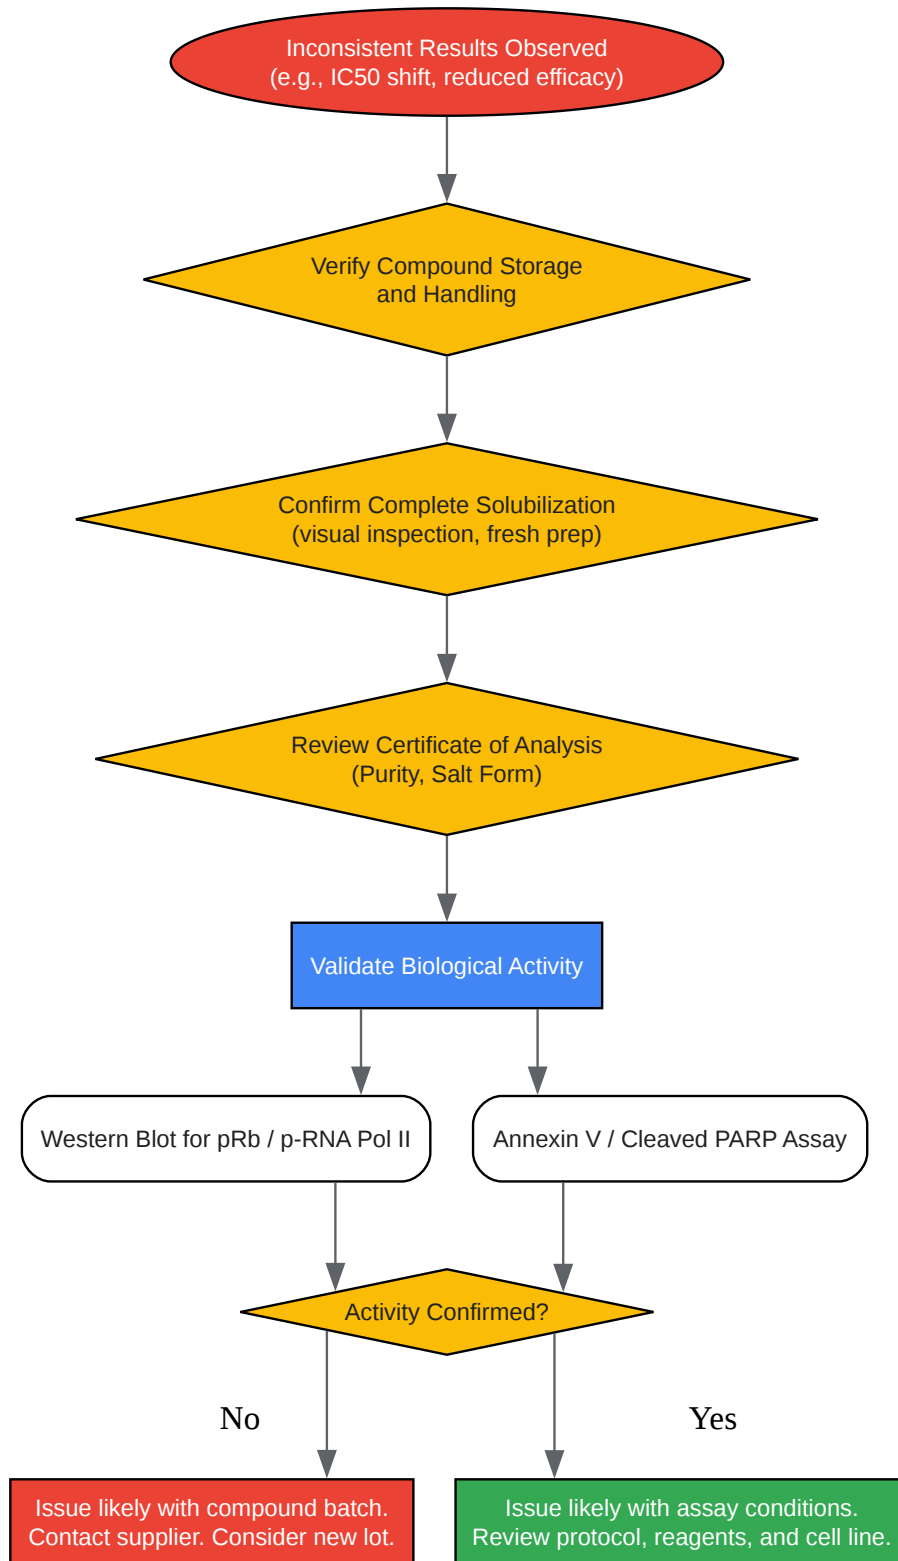 Inconsistent Results Observed
(e.g., IC50 shift, reduced efficacy)
Verify Compound Storage
and Handling
Confirm Complete Solubilization
(visual inspection, fresh prep)
Review Certificate of Analysis
(Purity, Salt Form)
Validate Biological Activity
Western Blot for pRb / p-RNA Pol II
Annexin V / Cleaved PARP Assay
Activity Confirmed?
No
Yes
Issue likely with compound batch.
Contact supplier. Consider new lot.
Issue likely with assay conditions.
Review protocol, reagents, and cell line.